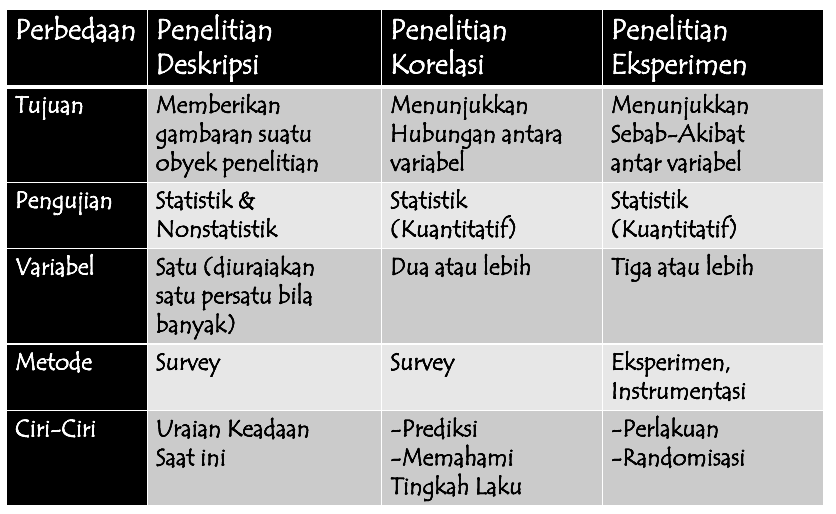 Perbedaan
Penelitian
Deskripsi
Penelitian
Korelasi
Penelitian
Eksperimen
Tujuan
Memberikan
gambaran suatu
obyek penelitian
Menunjukkan
Hubungan antara
variabel
Menunjukkan
Sebab-Akibat
antar variabel
Pengujian
Statistik &
Nonstatistik
Statistik
(Kuantitatif)
Statistik
(Kuantitatif)
Variabel
Satu (diuraiakan
satu persatu bila
banyak)
Dua atau lebih
Tiga atau lebih
Metode
Survey
Survey
Eksperimen,
Instrumentasi
Ciri-Ciri
Uraian Keadaan
Saat ini
-Prediksi
-Memahami
Tingkah Laku
-Perlakuan
-Randomisasi